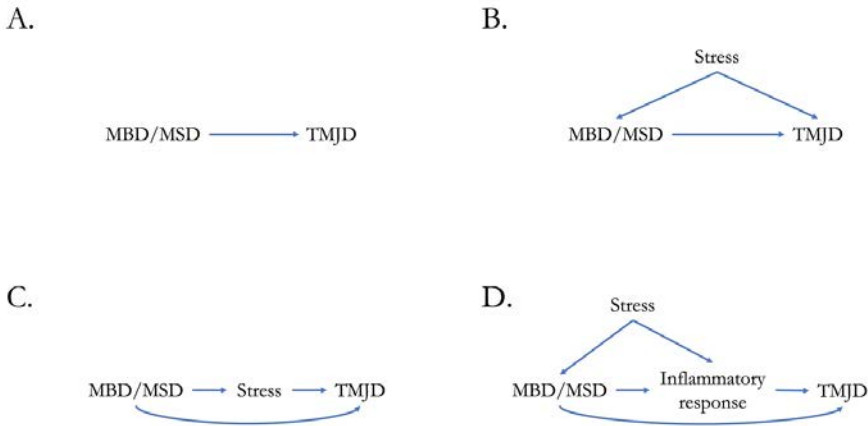 A.
MBD/MSD TMJD
B.
Stress
MBD/MSD TMJD
C.
MBD/MSD Stress TMJD
D.
Stress
MBD/MSD Inflammatory response TMJD